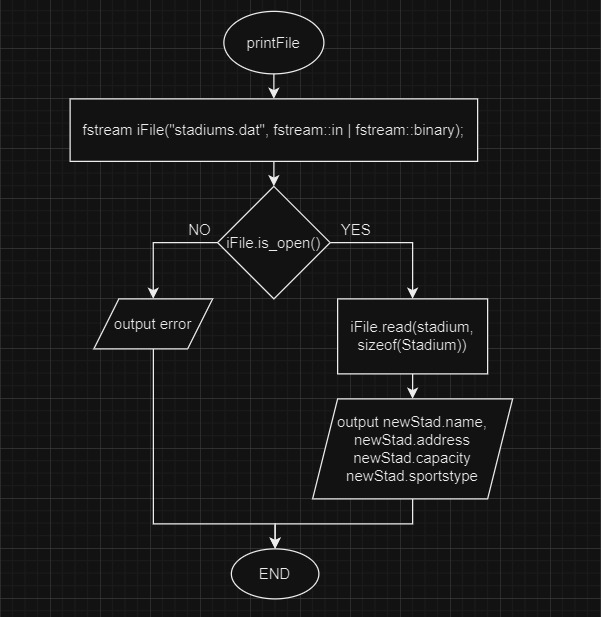 printFile
fstream iFile("stadiums.dat", fstream::in | fstream::binary);
NO
YES
iFile.is_open()
output error
iFile.read(stadium,
sizeof(Stadium))
output newStad.name,
newStad.address
newStad.capacity
newStad.sportstype
END